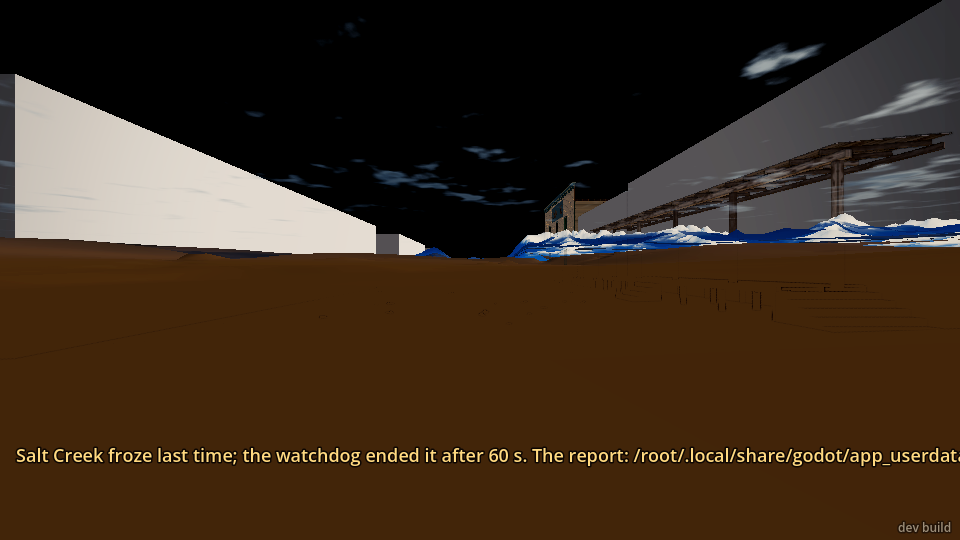 Salt Creek froze last time; the watchdog ended it after 60 s. The report: /root/.local/share/godot/app_userdata
dev build